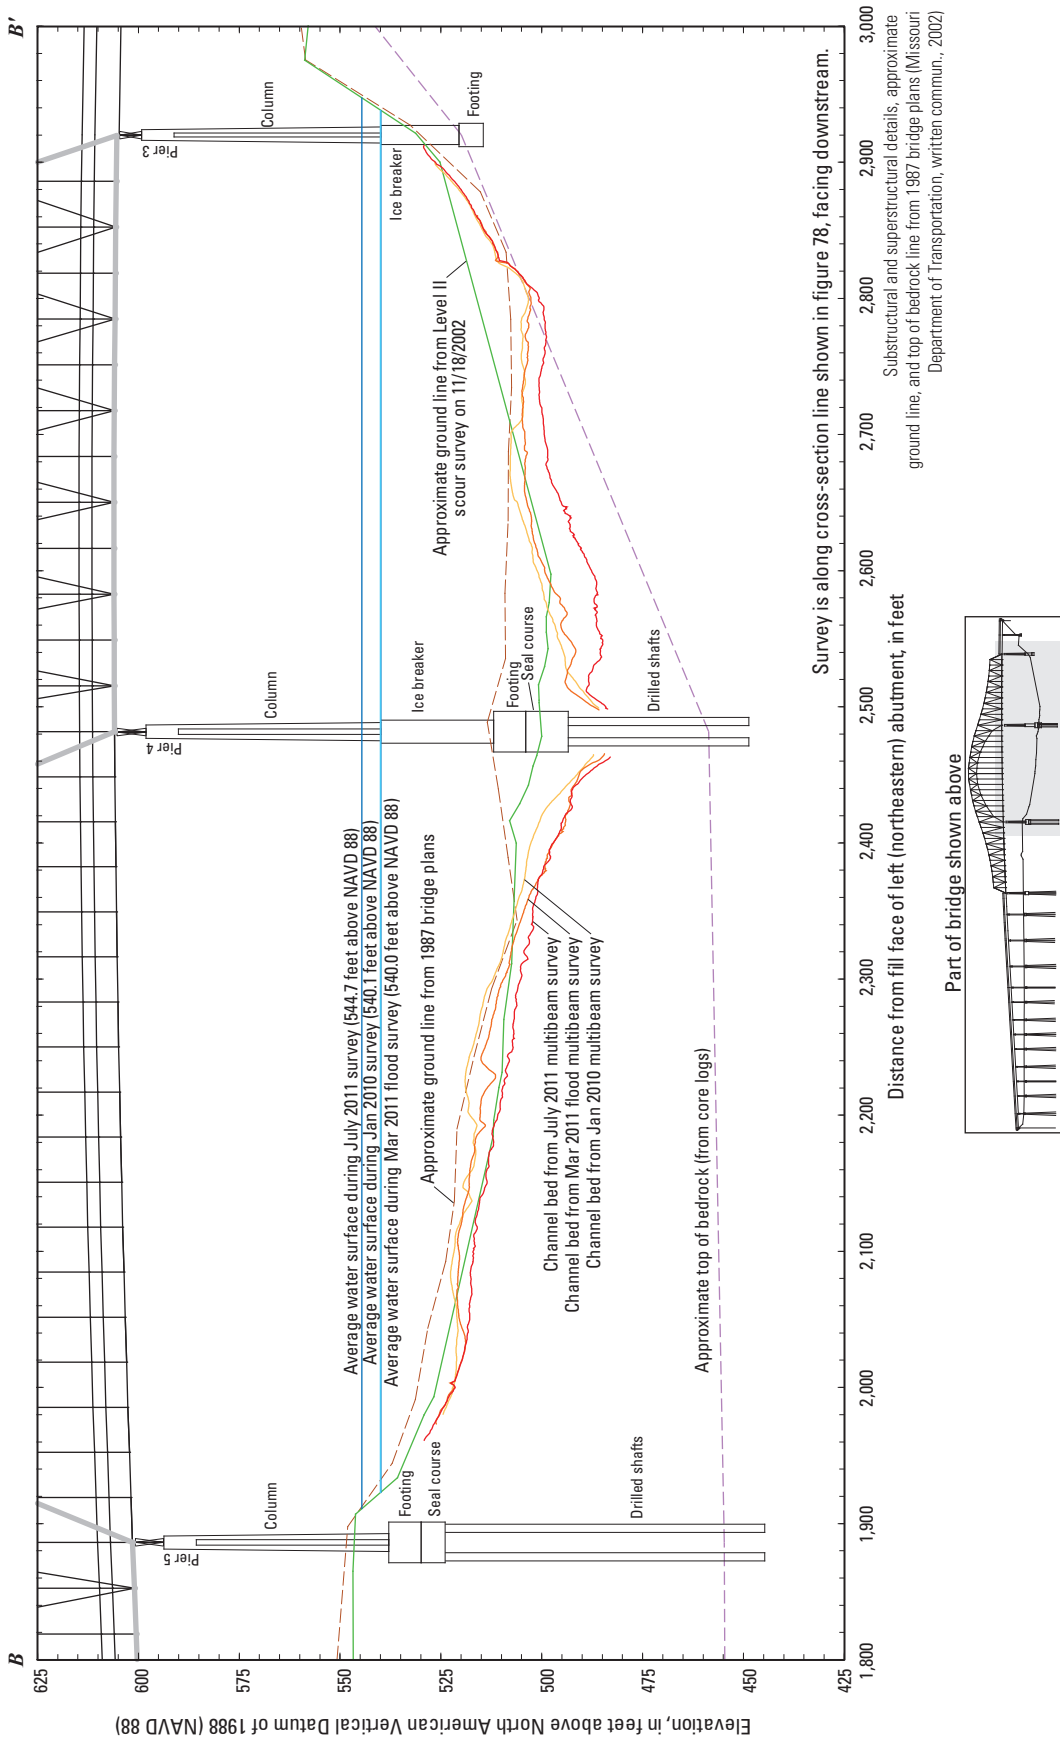 B
B'
Elevation, in feet above North American Vertical Datum of 1988 (NAVD 88)
625
600
575
550
525
500
475
450
425
Pier 5
Column
Footing
Seal course
Drilled shafts
Average water surface during July 2011 survey (544.7 feet above NAVD 88)
Average water surface during Jan 2010 survey (540.1 feet above NAVD 88)
Average water surface during Mar 2011 flood survey (540.0 feet above NAVD 88)
Approximate ground line from 1987 bridge plans
Channel bed from July 2011 multibeam survey
Channel bed from Mar 2011 flood multibeam survey
Channel bed from Jan 2010 multibeam survey
Approximate top of bedrock (from core logs)
Pier 4
Column
Ice breaker
Footing
Seal course
Drilled shafts
Approximate ground line from Level II
scour survey on 11/18/2002
Pier 3
Column
Ice breaker
Footing
Survey is along cross-section line shown in figure 78, facing downstream.
1,800
1,900
2,000
2,100
2,200
2,300
2,400
2,500
2,600
2,700
2,800
2,900
3,000
Distance from fill face of left (northeastern) abutment, in feet
Substructural and superstructural details, approximate
ground line, and top of bedrock line from 1987 bridge plans (Missouri
Department of Transportation, written commun., 2002)
Part of bridge shown above